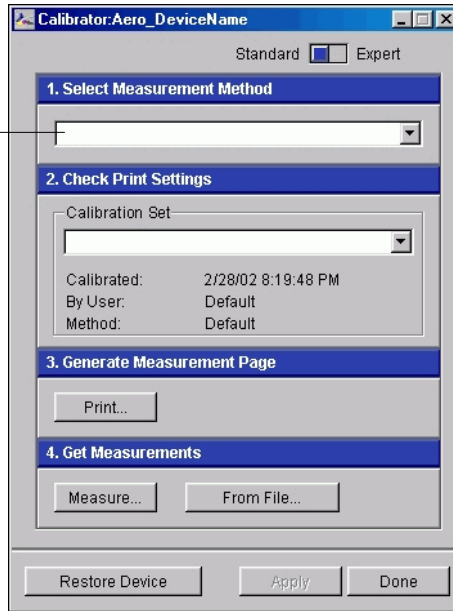 Calibrator:Aero_DeviceName
Standard Expert
1. Select Measurement Method
2. Check Print Settings
Calibration Set
Calibrated: 2/28/02 8:19:48 PM
By User: Default
Method: Default
3. Generate Measurement Page
Print...
4. Get Measurements
Measure... From File...
Restore Device Apply Done